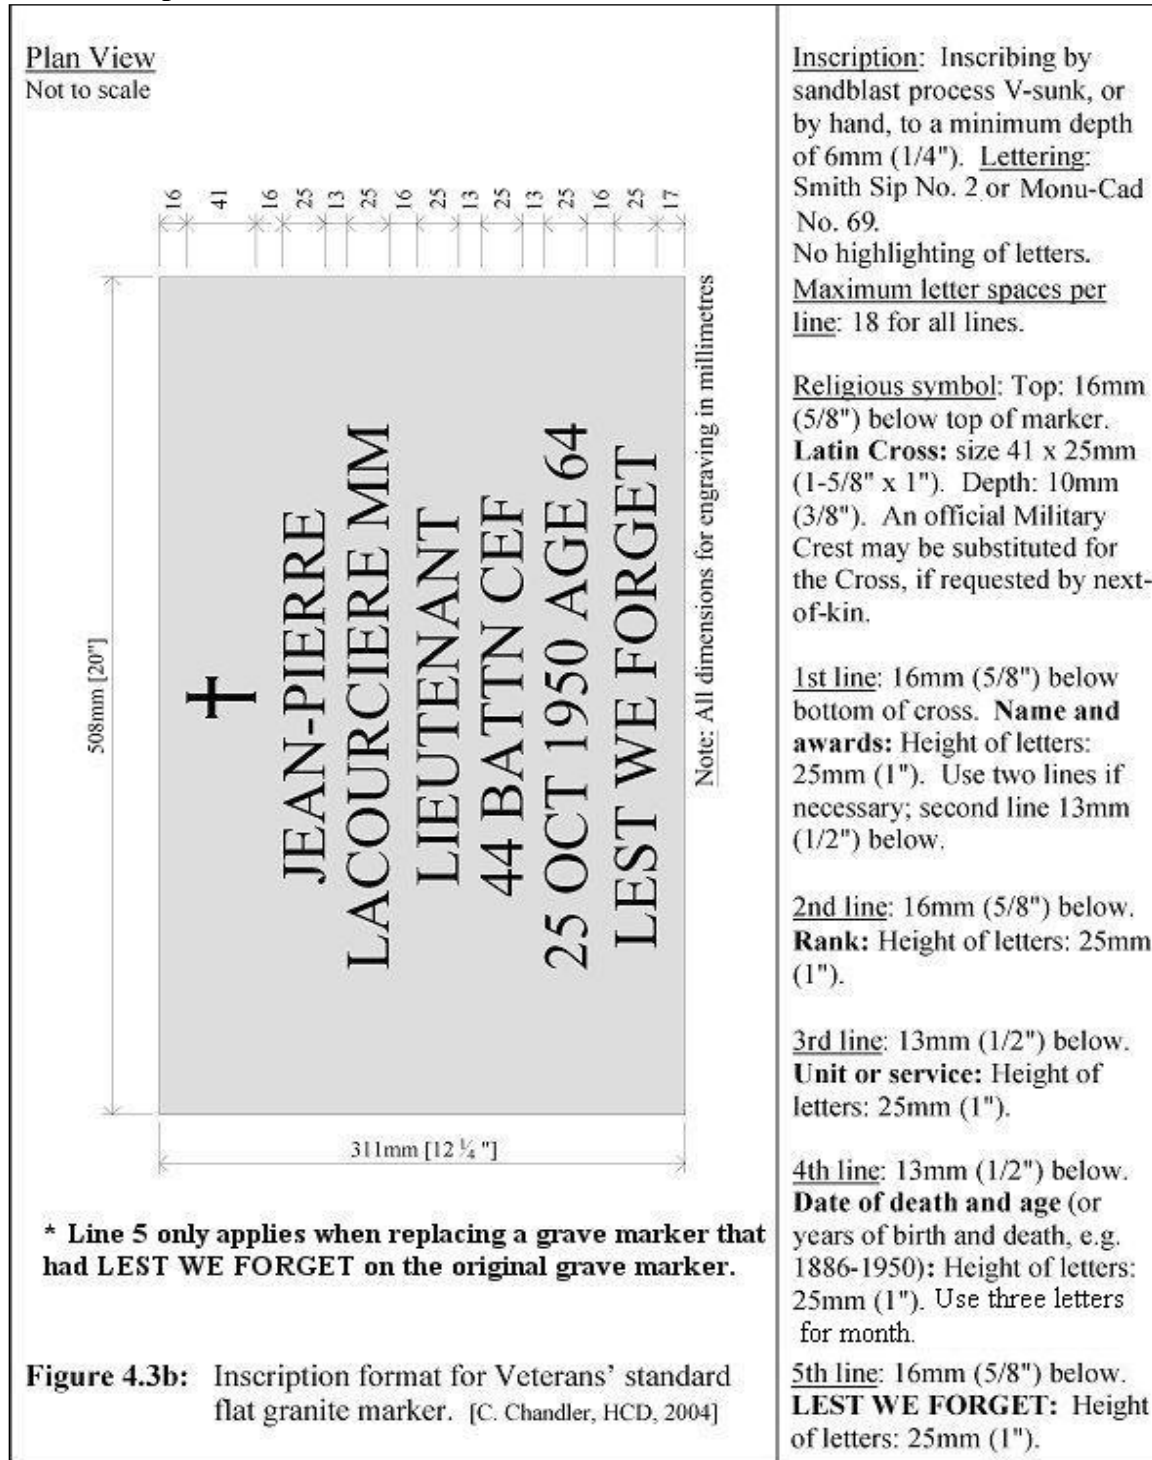 Plan View
Not to scale
16
41
16
25
13
25
16
25
13
25
13
25
16
25
17
508mm [20"]
JEAN-PIERRE
LACOURCIERE MM
LIEUTENANT
44 BATTN CEF
25 OCT 1950 AGE 64
LEST WE FORGET
Note: All dimensions for engraving in millimetres
311mm [12 ¼ "]
* Line 5 only applies when replacing a grave marker that
had LEST WE FORGET on the original grave marker.
Figure 4.3b: Inscription format for Veterans' standard
flat granite marker. [C. Chandler, HCD, 2004]
Inscription: Inscribing by
sandblast process V-sunk, or
by hand, to a minimum depth
of 6mm (1/4"). Lettering:
Smith Sip No. 2 or Monu-Cad
No. 69.
No highlighting of letters.
Maximum letter spaces per
line: 18 for all lines.
Religious symbol: Top: 16mm
(5/8") below top of marker.
Latin Cross: size 41 x 25mm
(1-5/8" x 1"). Depth: 10mm
(3/8"). An official Military
Crest may be substituted for
the Cross, if requested by next-
of-kin.
1st line: 16mm (5/8") below
bottom of cross. Name and
awards: Height of letters:
25mm (1"). Use two lines if
necessary; second line 13mm
(1/2") below.
2nd line: 16mm (5/8") below.
Rank: Height of letters: 25mm
(1").
3rd line: 13mm (1/2") below.
Unit or service: Height of
letters: 25mm (1").
4th line: 13mm (1/2") below.
Date of death and age (or
years of birth and death, e.g.
1886-1950): Height of letters:
25mm (1"). Use three letters
for month.
5th line: 16mm (5/8") below.
LEST WE FORGET: Height
of letters: 25mm (1").